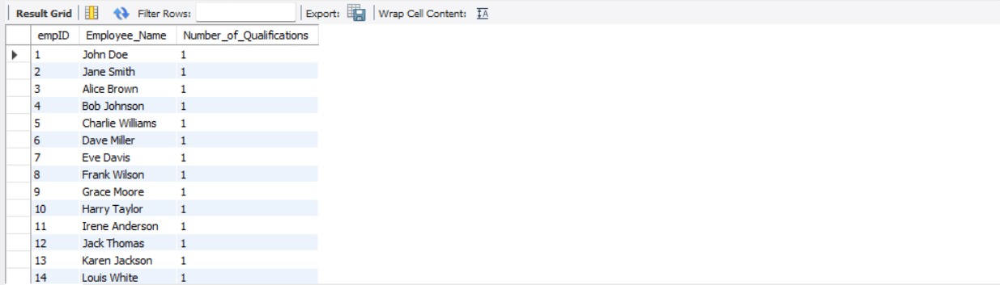 Result Grid Filter Rows: Export: Wrap Cell Content: IA
empID Employee_Name Number_of_Qualifications
1 John Doe 1
2 Jane Smith 1
3 Alice Brown 1
4 Bob Johnson 1
5 Charlie Williams 1
6 Dave Miller 1
7 Eve Davis 1
8 Frank Wilson 1
9 Grace Moore 1
10 Harry Taylor 1
11 Irene Anderson 1
12 Jack Thomas 1
13 Karen Jackson 1
14 Louis White 1